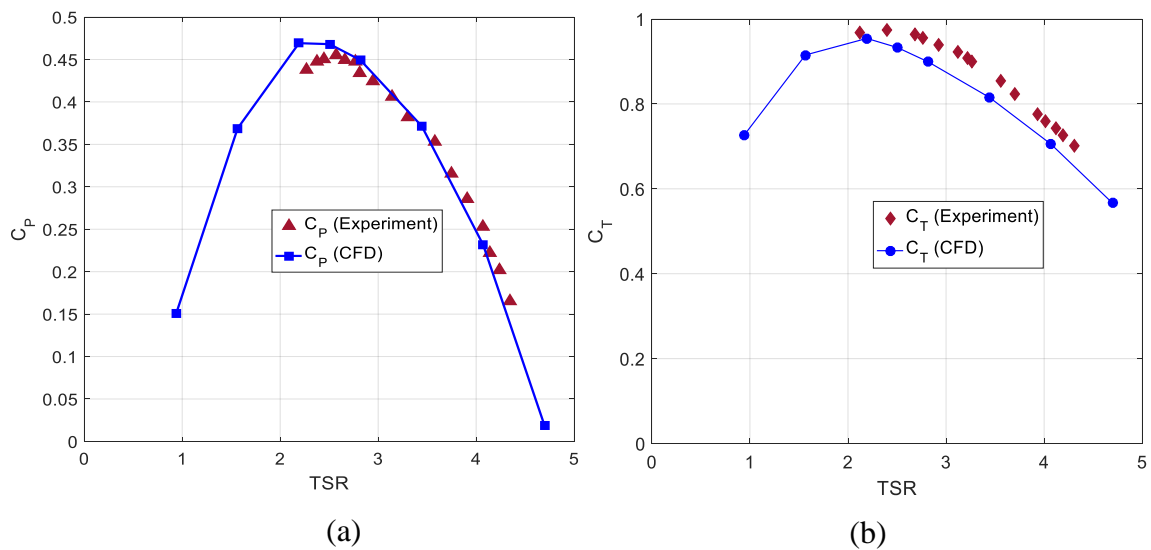 0.5
0.45
0.4
0.35
0.3
0.25
0.2
0.15
0.1
0.05
0
C_P
C_P (Experiment)
C_P (CFD)
0 1 2 3 4 5
TSR
(a)
1
0.8
0.6
0.4
0.2
0
C_T
C_T (Experiment)
C_T (CFD)
0 1 2 3 4 5
TSR
(b)